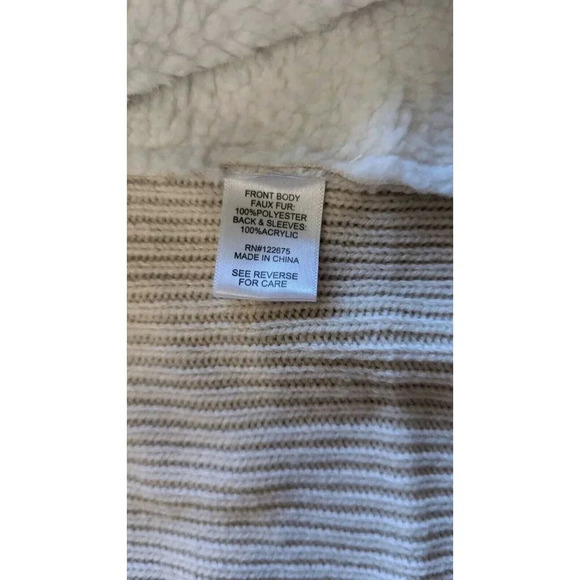 FRONT BODY
FAUX FUR:
100%POLYESTER
BACK & SLEEVES:
100%ACRYLIC
RN#122675
MADE IN CHINA
SEE REVERSE
FOR CARE